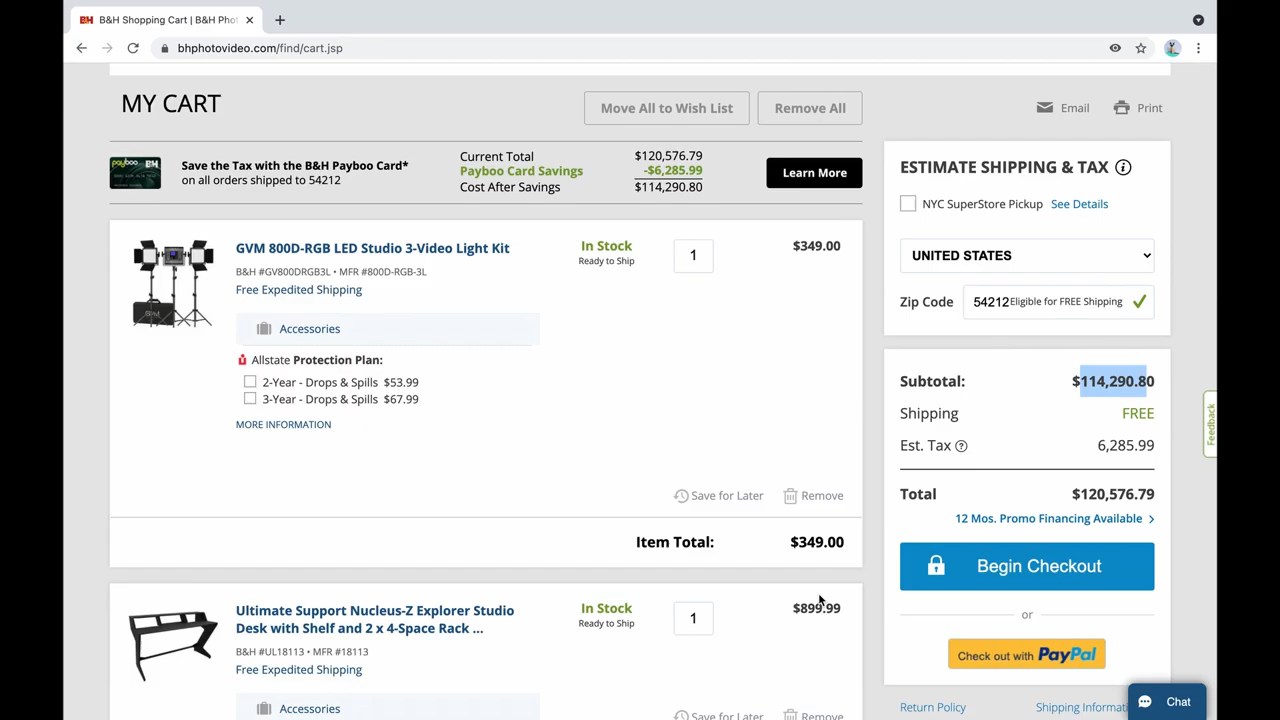 B&H Shopping Cart | B&H Phot
bhphotovideo.com/find/cart.jsp
MY CART
Move All to Wish List
Remove All
Email
Print
payboo BH
Save the Tax with the B&H Payboo Card*
on all orders shipped to 54212
Current Total $120,576.79
Payboo Card Savings -$6,285.99
Cost After Savings $114,290.80
Learn More
GVM 800D-RGB LED Studio 3-Video Light Kit
B&H #GV800DRGB3L • MFR #800D-RGB-3L
Free Expedited Shipping
In Stock
Ready to Ship
1
$349.00
Accessories
Allstate Protection Plan:
2-Year - Drops & Spills $53.99
3-Year - Drops & Spills $67.99
MORE INFORMATION
Save for Later
Remove
Item Total: $349.00
Ultimate Support Nucleus-Z Explorer Studio
Desk with Shelf and 2 x 4-Space Rack ...
B&H #UL18113 • MFR #18113
Free Expedited Shipping
In Stock
Ready to Ship
1
$899.99
Accessories
Save for Later
Remove
ESTIMATE SHIPPING & TAX
NYC SuperStore Pickup See Details
UNITED STATES
Zip Code 54212 Eligible for FREE Shipping
Subtotal: $114,290.80
Shipping FREE
Est. Tax 6,285.99
Total $120,576.79
12 Mos. Promo Financing Available
Begin Checkout
or
Check out with PayPal
Return Policy
Shipping Informati
Chat
Feedback